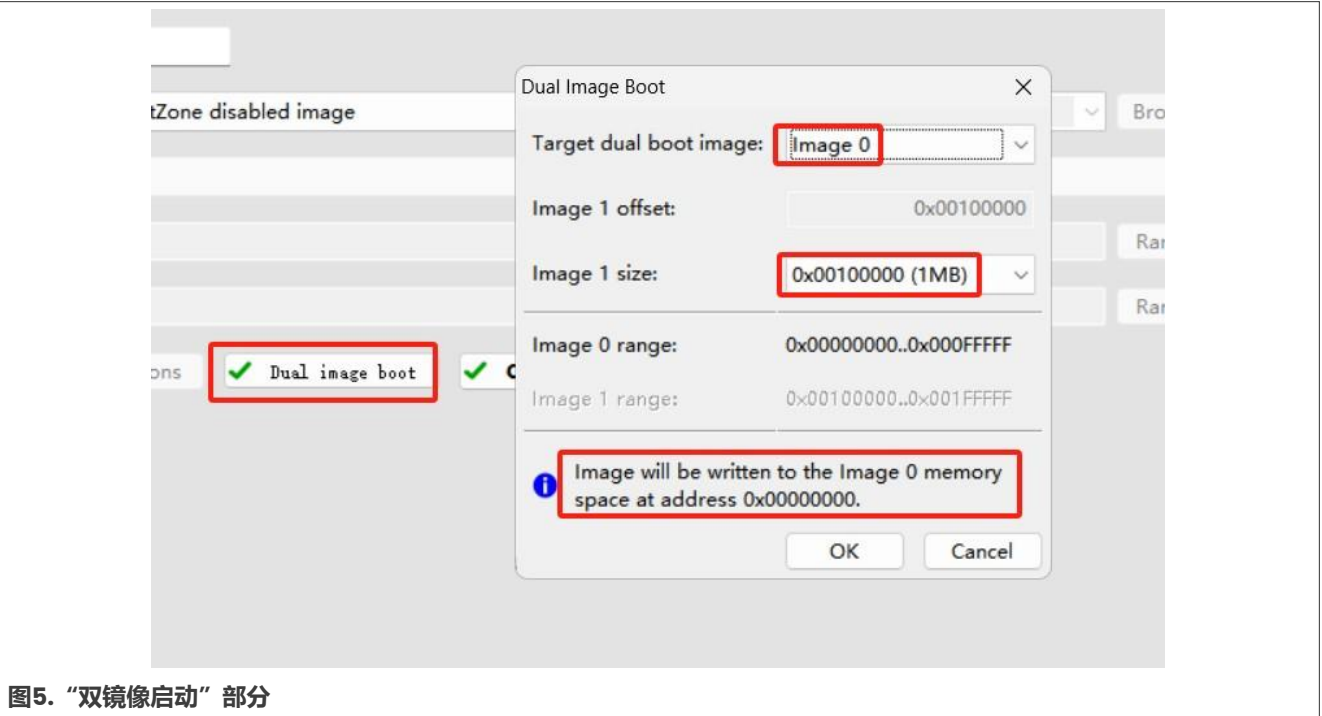 Dual Image Boot
tZone disabled image
Bro
Target dual boot image: Image 0
Image 1 offset: 0x00100000
Rar
Image 1 size: 0x00100000 (1MB)
Rar
Image 0 range: 0x00000000..0x000FFFFF
ons Dual image boot
Image 1 range: 0x00100000..0x001FFFFF
Image will be written to the Image 0 memory
space at address 0x00000000.
OK Cancel
图5. “双镜像启动”部分